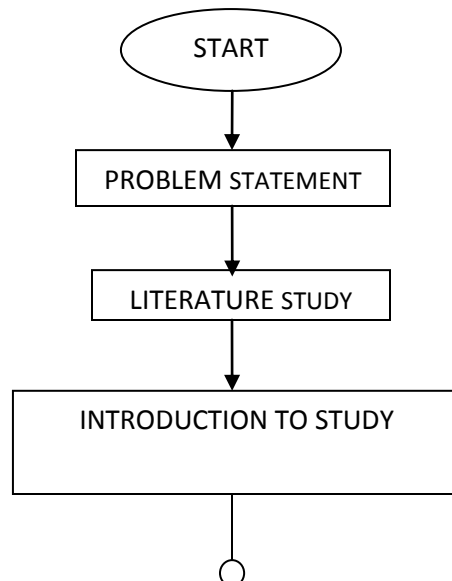 START
PROBLEM STATEMENT
LITERATURE STUDY
INTRODUCTION TO STUDY